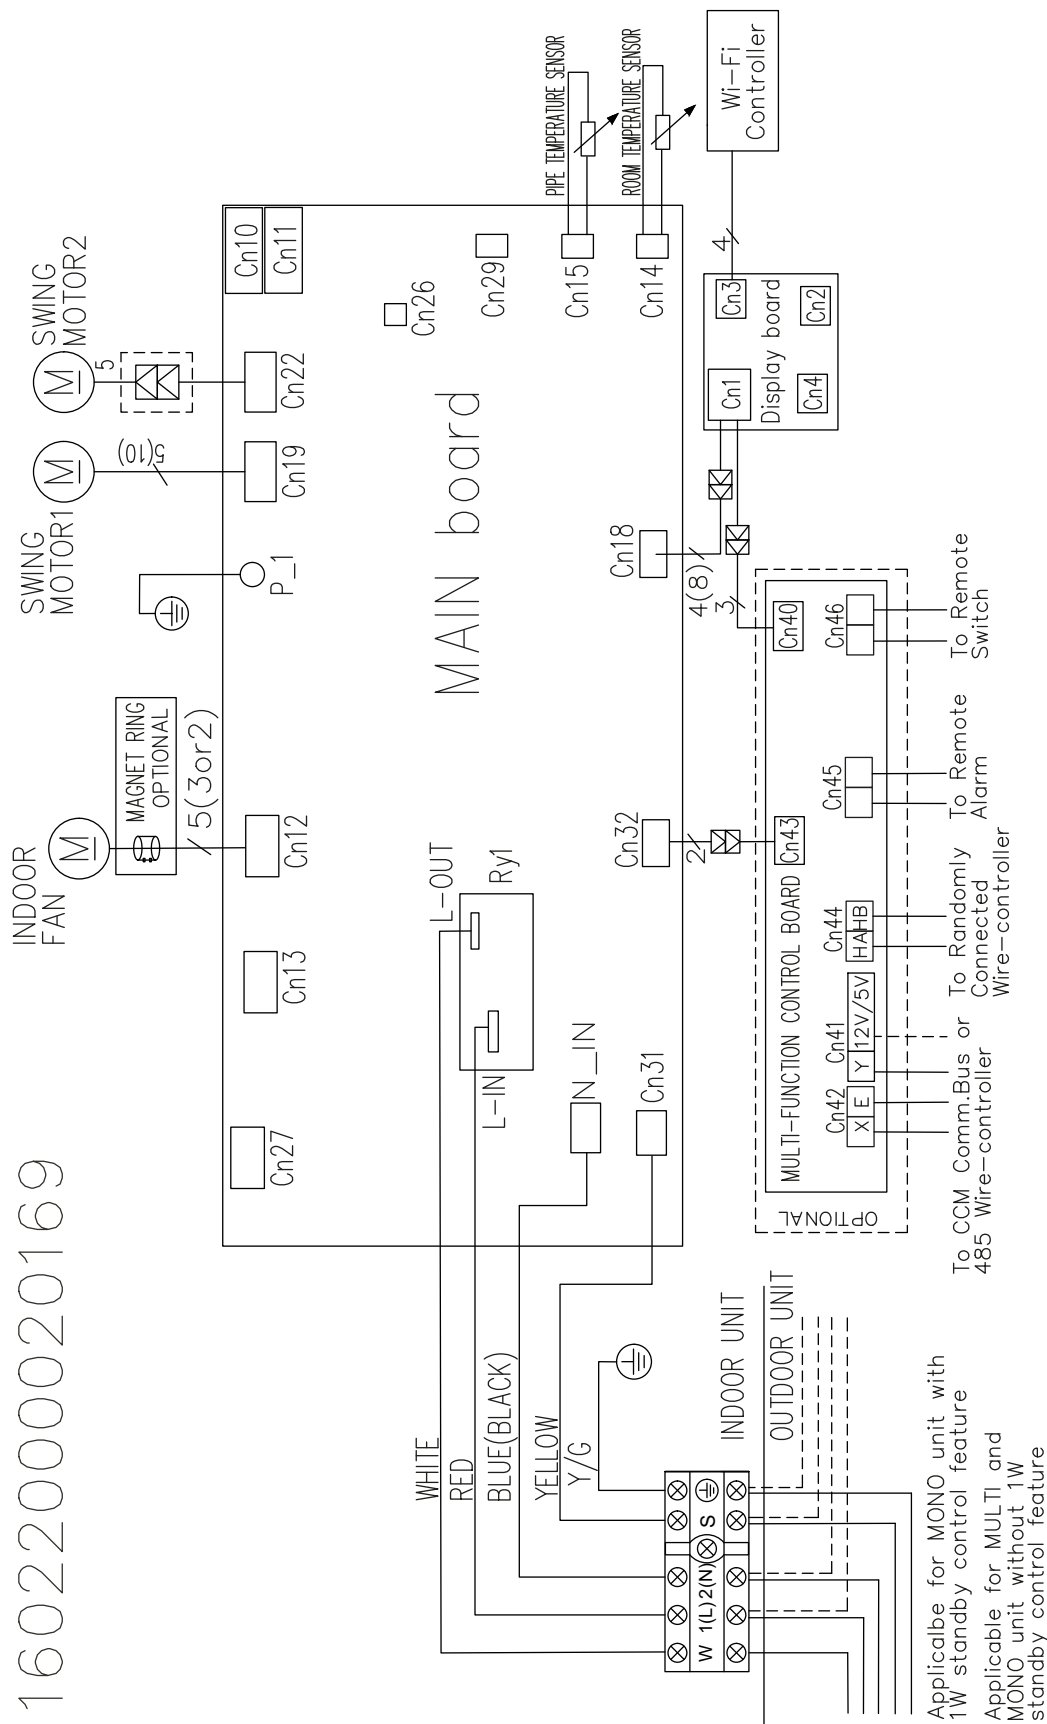 16022000020169
INDOOR
FAN
M
MAGNET RING
OPTIONAL
5(3or2)
SWING
MOTOR1
M
5(10)
SWING
MOTOR2
M
5
Cn27
Cn13
Cn12
P_1
Cn19
Cn22
Cn10
Cn11
Cn26
Cn29
Cn15
Cn14
PIPE TEMPERATURE SENSOR
ROOM TEMPERATURE SENSOR
MAIN board
L-OUT
L-IN
Ry1
N_IN
Cn31
Cn32
Cn18
2
4(8)
3
4
Wi-Fi
Controller
Cn3
Cn1
Display board
Cn2
Cn4
WHITE
RED
BLUE(BLACK)
YELLOW
Y/G
W 1(L) 2(N) S
INDOOR UNIT
OUTDOOR UNIT
OPTIONAL
MULTI-FUNCTION CONTROL BOARD
Cn43
Cn40
Cn42
X E
Cn41
Y 12V/5V
Cn44
HA HB
Cn45
Cn46
To CCM Comm.Bus or
485 Wire-controller
To Randomly
Connected
Wire-controller
To Remote
Alarm
To Remote
Switch
Applicalbe for MONO unit with
1W standby control feature
Applicable for MULTI and
MONO unit without 1W
standby control feature